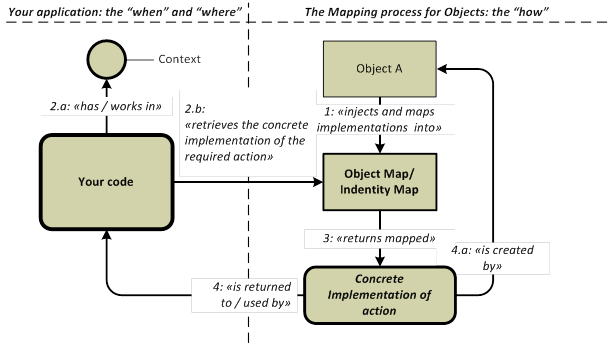 Your application: the “when” and “where”
The Mapping process for Objects: the “how”
Context
Object A
2.a: «has / works in»
2.b:
«retrieves the concrete
implementation of the
required action»
1: «injects and maps
implementations into»
Your code
Object Map/
Indentity Map
3: «returns mapped»
4.a: «is created
by»
4: «is returned
to / used by»
Concrete
Implementation of
action